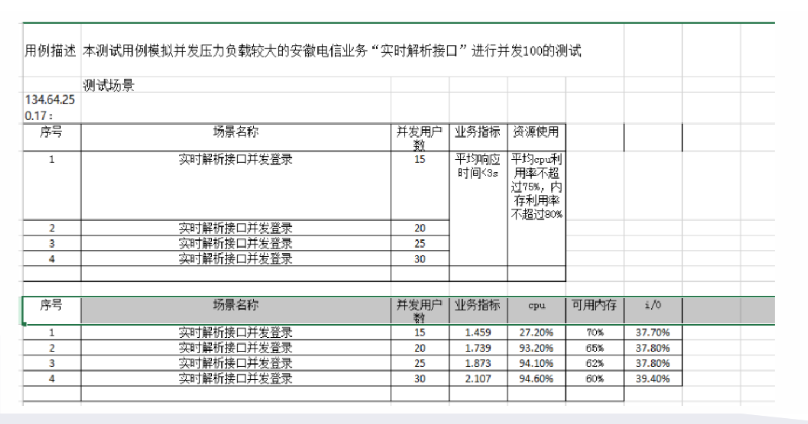 用例描述 本测试用例模拟并发压力负载较大的安徽电信业务“实时解析接口”进行并发100的测试
测试场景
134.64.25
0.17:
序号 场景名称 并发用户数 业务指标 资源使用
1 实时解析接口并发登录 15 平均响应时间<3s 平均cpu利用率不超过75%，内存利用率不超过80%
2 实时解析接口并发登录 20
3 实时解析接口并发登录 25
4 实时解析接口并发登录 30
序号 场景名称 并发用户数 业务指标 cpu 可用内存 i/O
1 实时解析接口并发登录 15 1.459 27.20% 70% 37.70%
2 实时解析接口并发登录 20 1.739 93.20% 65% 37.80%
3 实时解析接口并发登录 25 1.873 94.10% 62% 37.80%
4 实时解析接口并发登录 30 2.107 94.60% 60% 39.40%